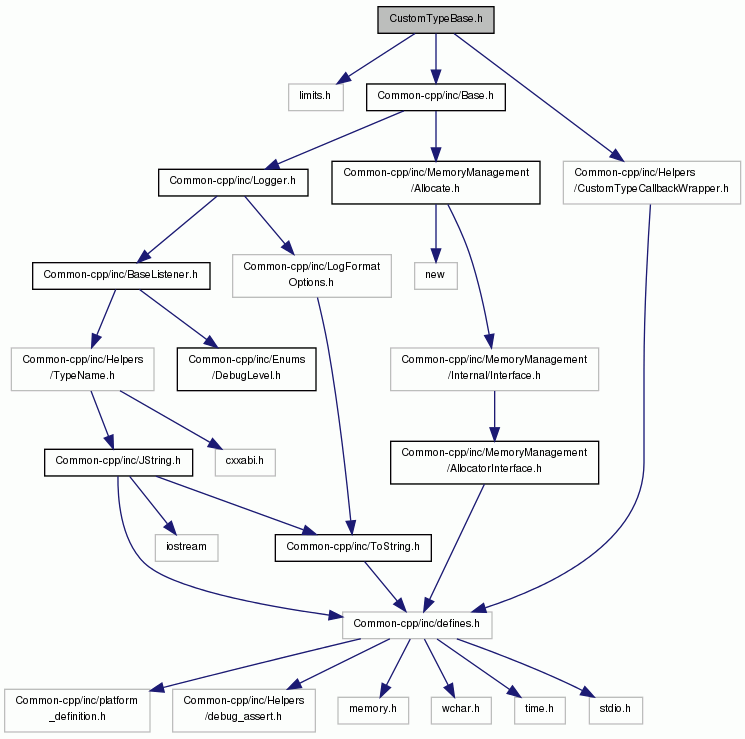 CustomTypeBase.h
limits.h
Common-cpp/inc/Base.h
Common-cpp/inc/Logger.h
Common-cpp/inc/MemoryManagement
/Allocate.h
Common-cpp/inc/Helpers
/CustomTypeCallbackWrapper.h
Common-cpp/inc/BaseListener.h
Common-cpp/inc/LogFormat
Options.h
new
Common-cpp/inc/Helpers
/TypeName.h
Common-cpp/inc/Enums
/DebugLevel.h
Common-cpp/inc/MemoryManagement
/Internal/Interface.h
Common-cpp/inc/JString.h
cxxabi.h
Common-cpp/inc/MemoryManagement
/AllocatorInterface.h
iostream
Common-cpp/inc/ToString.h
Common-cpp/inc/defines.h
Common-cpp/inc/platform
_definition.h
Common-cpp/inc/Helpers
/debug_assert.h
memory.h
wchar.h
time.h
stdio.h